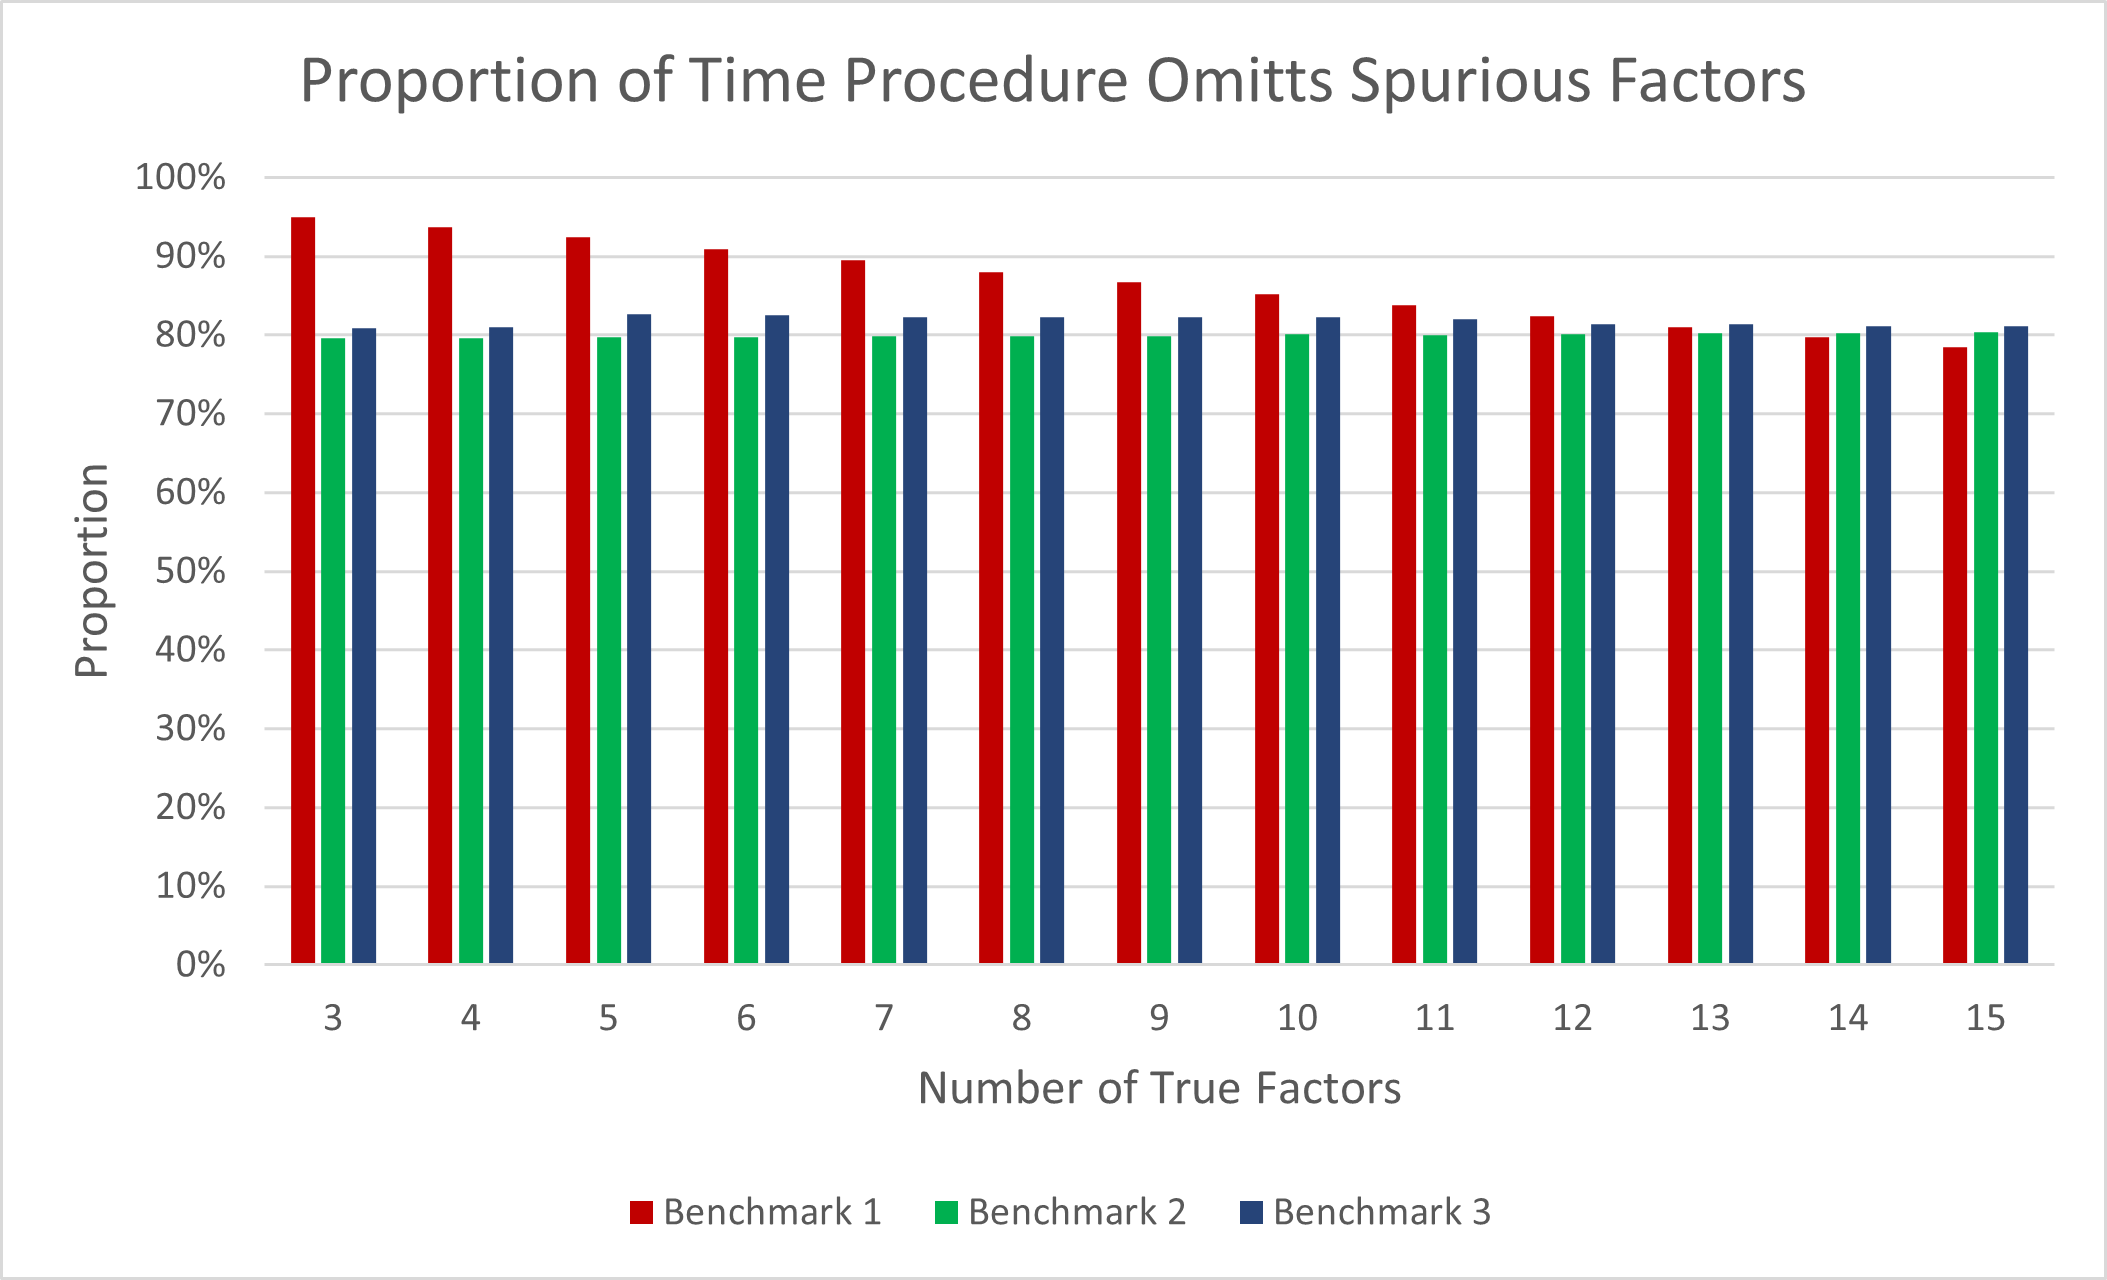 Proportion of Time Procedure Omitts Spurious Factors
100%
90%
80%
70%
60%
50%
40%
30%
20%
10%
0%
Proportion
3 4 5 6 7 8 9 10 11 12 13 14 15
Number of True Factors
Benchmark 1 Benchmark 2 Benchmark 3